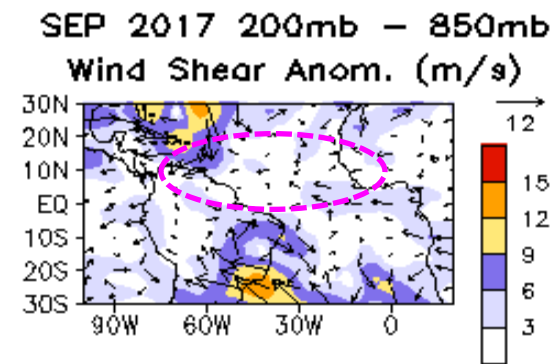 SEP 2017 200mb – 850mb
Wind Shear Anom. (m/s)
30N
20N
10N
EQ
10S
20S
30S
90W 60W 30W 0
12
15
12
9
6
3